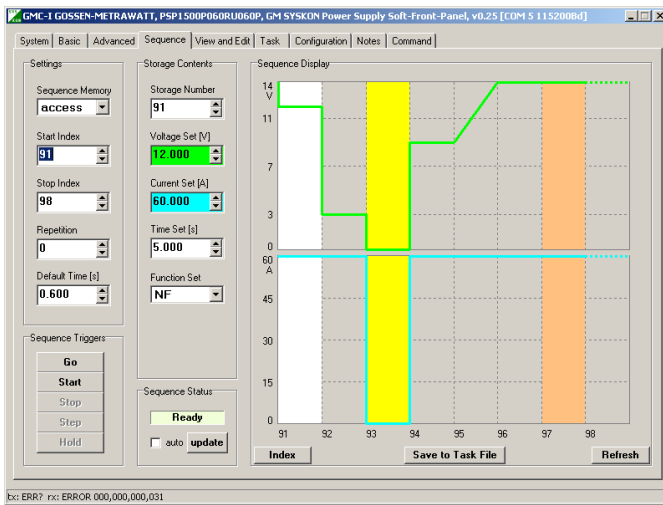 GMC-I GOSSEN-METRAWATT, PSP1500P060RU060P, GM SYSKON Power Supply Soft-Front-Panel, v0.25 [COM 5 115200Bd]
System Basic Advanced Sequence View and Edit Task Configuration Notes Command
Settings
Sequence Memory
access
Start Index
91
Stop Index
98
Repetition
0
Default Time [s]
0.600
Sequence Triggers
Go
Start
Stop
Step
Hold
Storage Contents
Storage Number
91
Voltage Set [V]
12.000
Current Set [A]
60.000
Time Set [s]
5.000
Function Set
NF
Sequence Status
Ready
auto update
Sequence Display
14
V
11
7
3
0
60
A
45
30
15
0
91 92 93 94 95 96 97 98
Index Save to Task File Refresh
tx: ERR? rx: ERROR 000,000,000,031